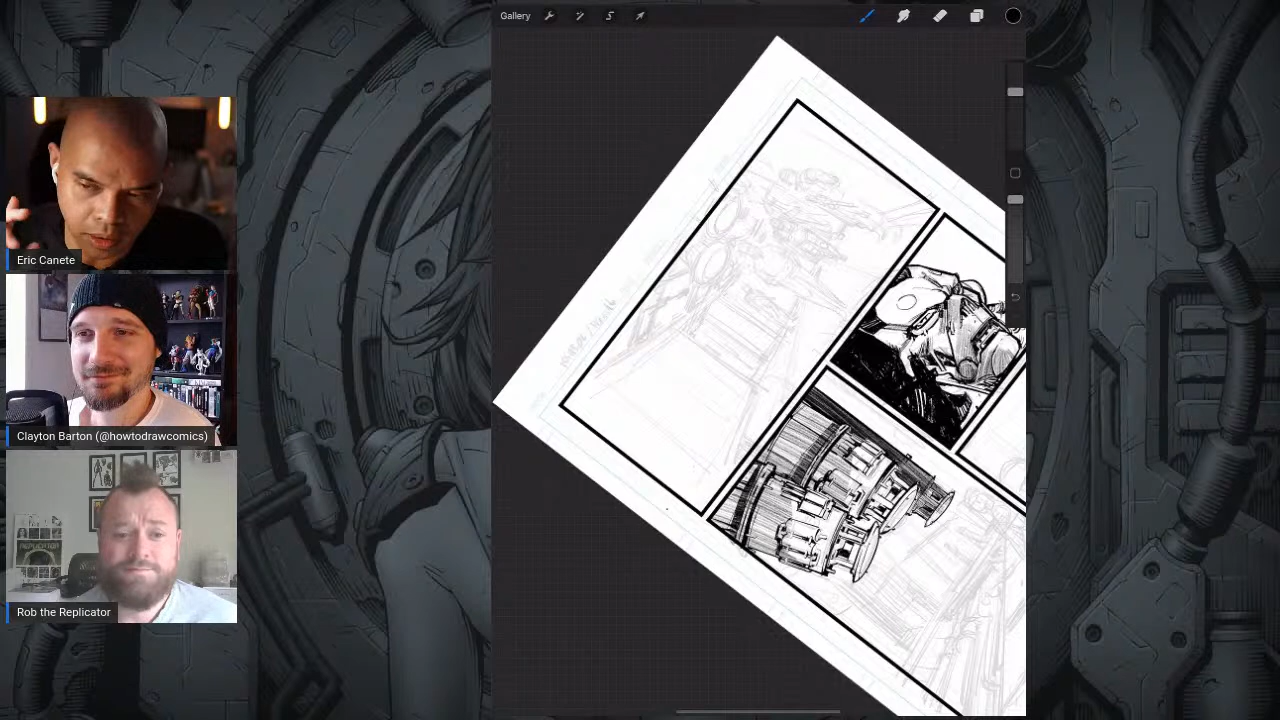 Gallery
Eric Canete
Clayton Barton (@howtodrawcomics)
Rob the Replicator